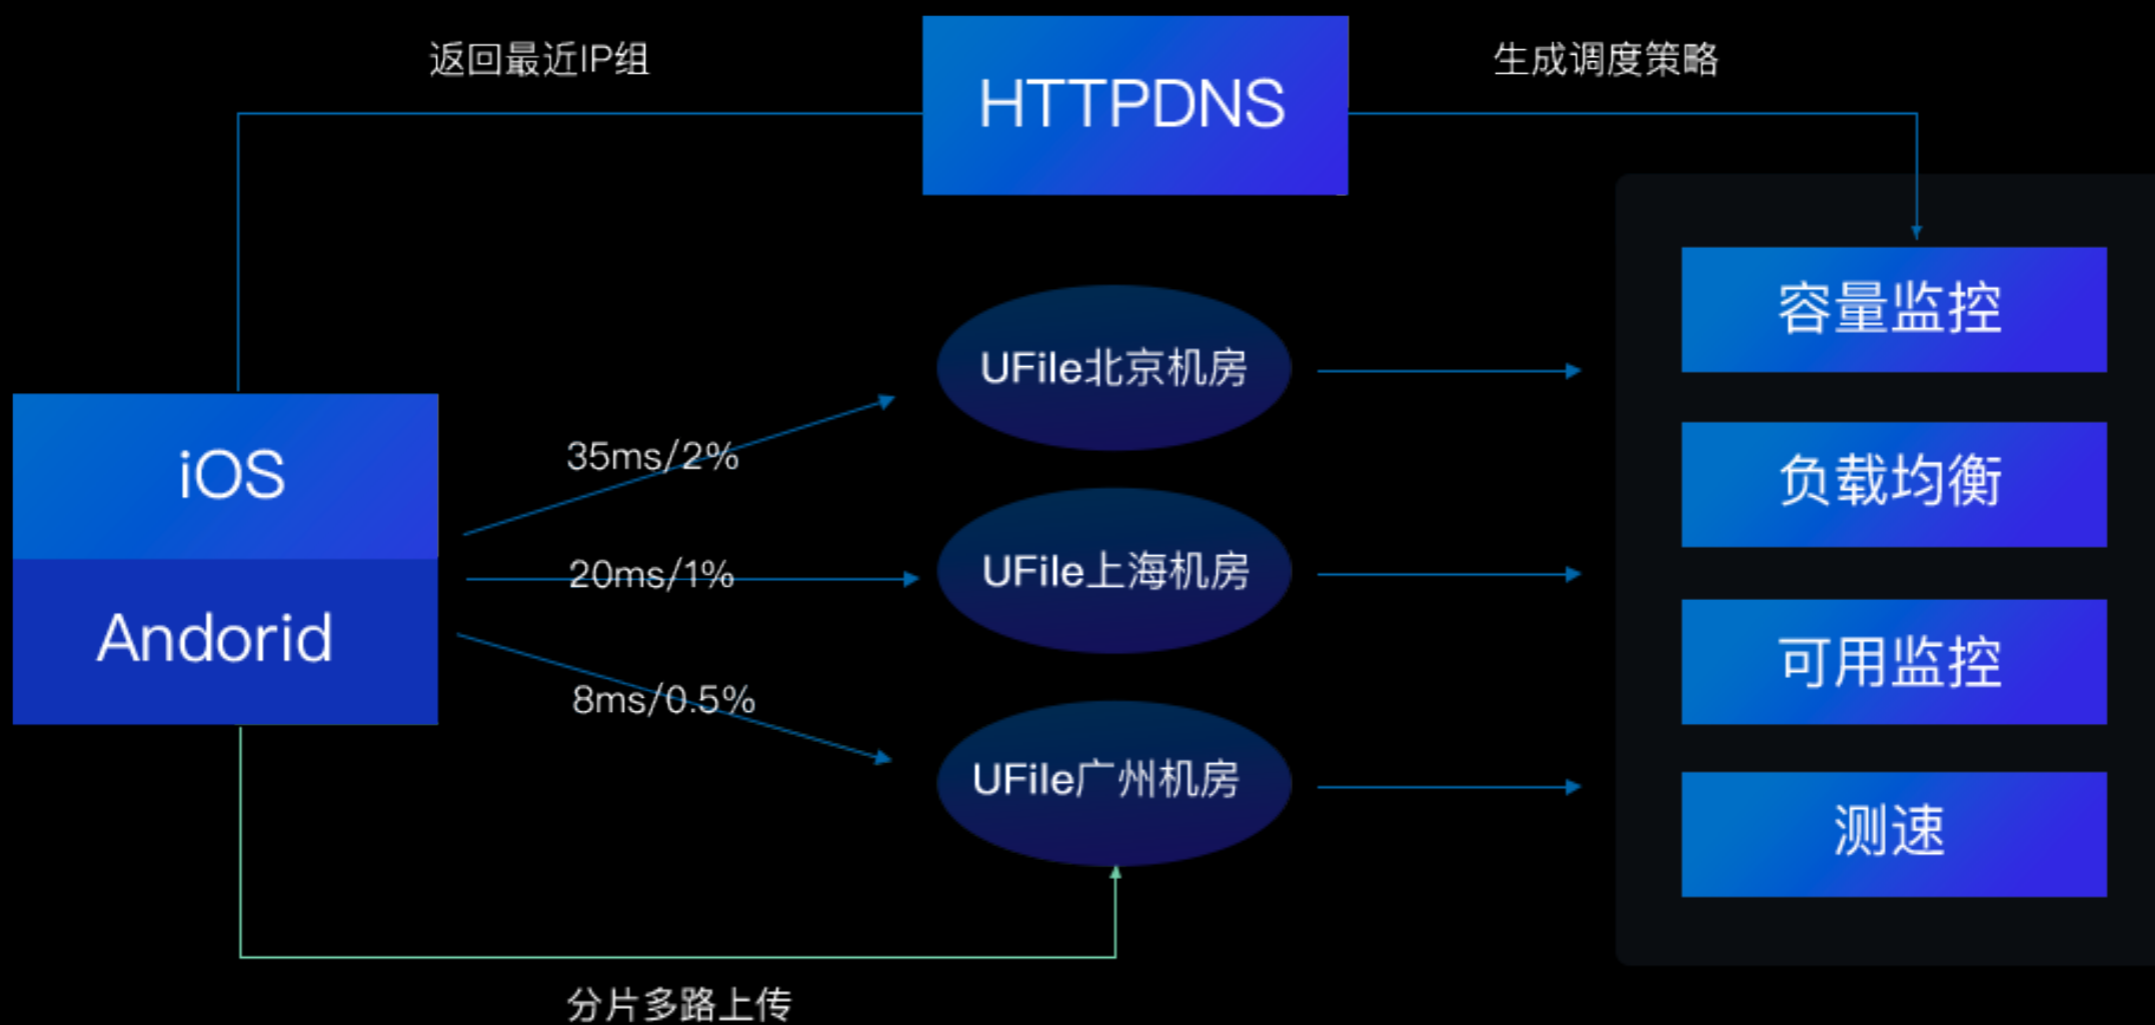 返回最近IP组
HTTPDNS
生成调度策略
容量监控
UFile北京机房
35ms/2%
iOS
负载均衡
20ms/1%
UFile上海机房
Andorid
可用监控
8ms/0.5%
UFile广州机房
测速
分片多路上传